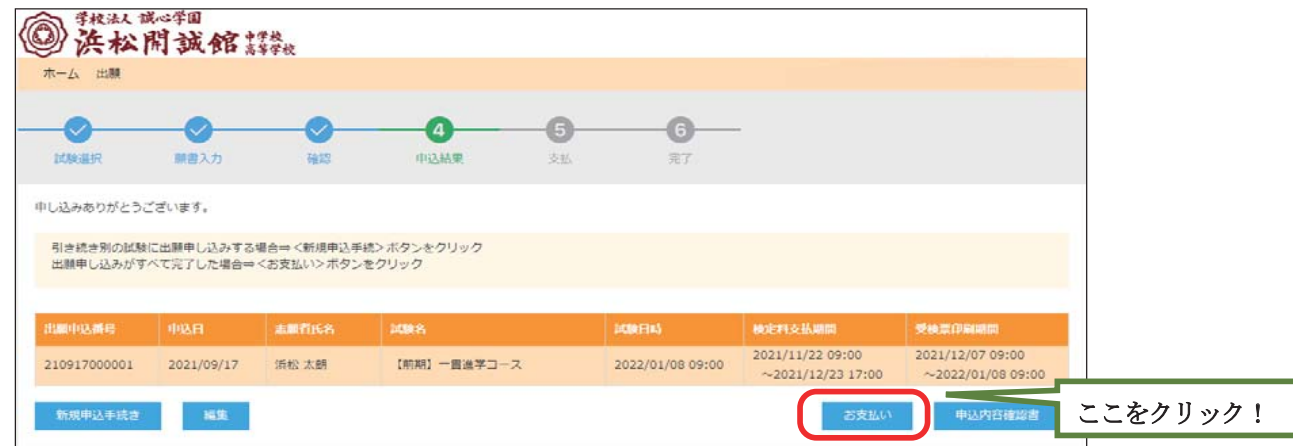 学校法人 誠心学園
浜松開誠館 中学校 高等学校
ホーム 出願
4 5 6
試験選択 願書入力 確認 申込結果 支払 完了
申し込みありがとうございます。
引き続き別の試験に出願申し込みする場合⇒<新規申込手続>ボタンをクリック
出願申し込みがすべて完了した場合⇒<お支払い>ボタンをクリック
出願申込番号 申込日 志願者氏名 試験名 試験日時 検定料支払期間 受検票印刷期間
210917000001 2021/09/17 浜松 太朗 【前期】一貫進学コース 2022/01/08 09:00 2021/11/22 09:00 2021/12/07 09:00
~2021/12/23 17:00 ~2022/01/08 09:00
新規申込手続き 編集 お支払い 申込内容確認書
ここをクリック!